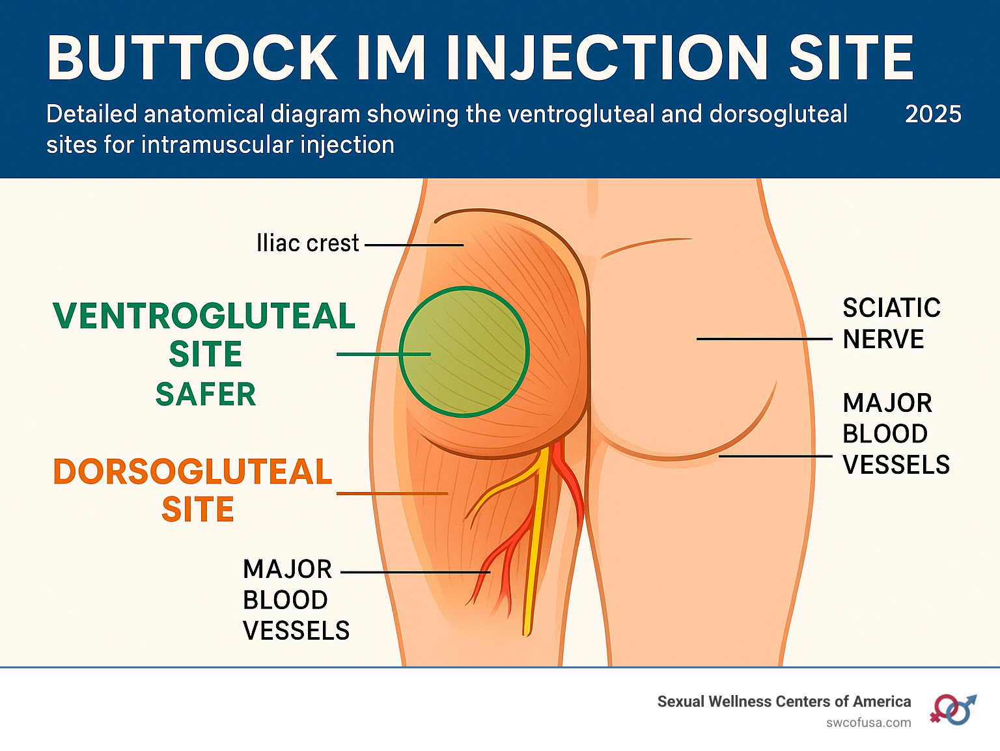 BUTTOCK IM INJECTION SITE
Detailed anatomical diagram showing the ventrogluteal and dorsogluteal
sites for intramuscular injection
2025
Iliac crest
VENTROGLUTEAL
SITE
SAFER
DORSOGLUTEAL
SITE
MAJOR
BLOOD
VESSELS
SCIATIC
NERVE
MAJOR
BLOOD
VESSELS
Sexual Wellness Centers of America
swcofusa.com